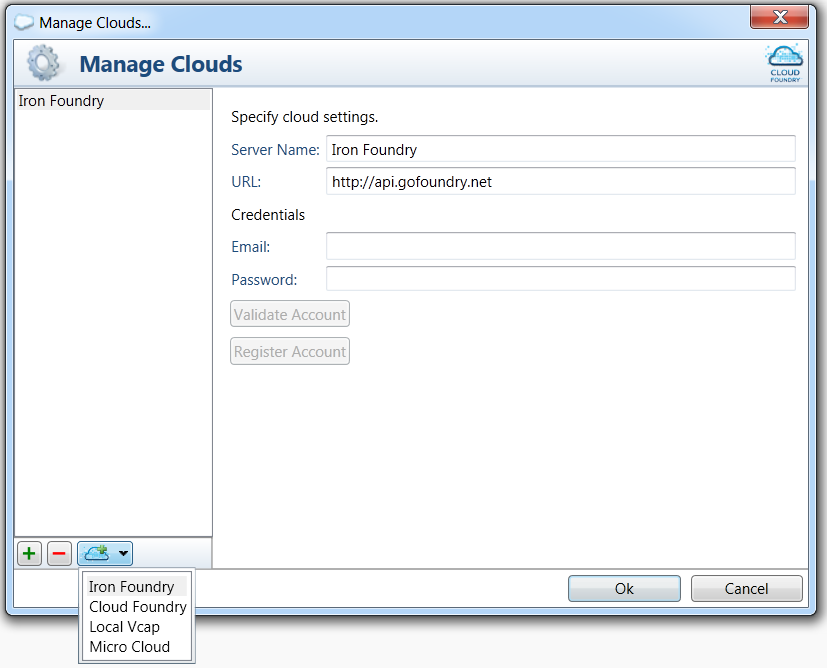 Manage Clouds...
Manage Clouds
CLOUD
FOUNDRY
Iron Foundry
Specify cloud settings.
Server Name: Iron Foundry
URL: http://api.gofoundry.net
Credentials
Email:
Password:
Validate Account
Register Account
Ok Cancel
Iron Foundry
Cloud Foundry
Local Vcap
Micro Cloud